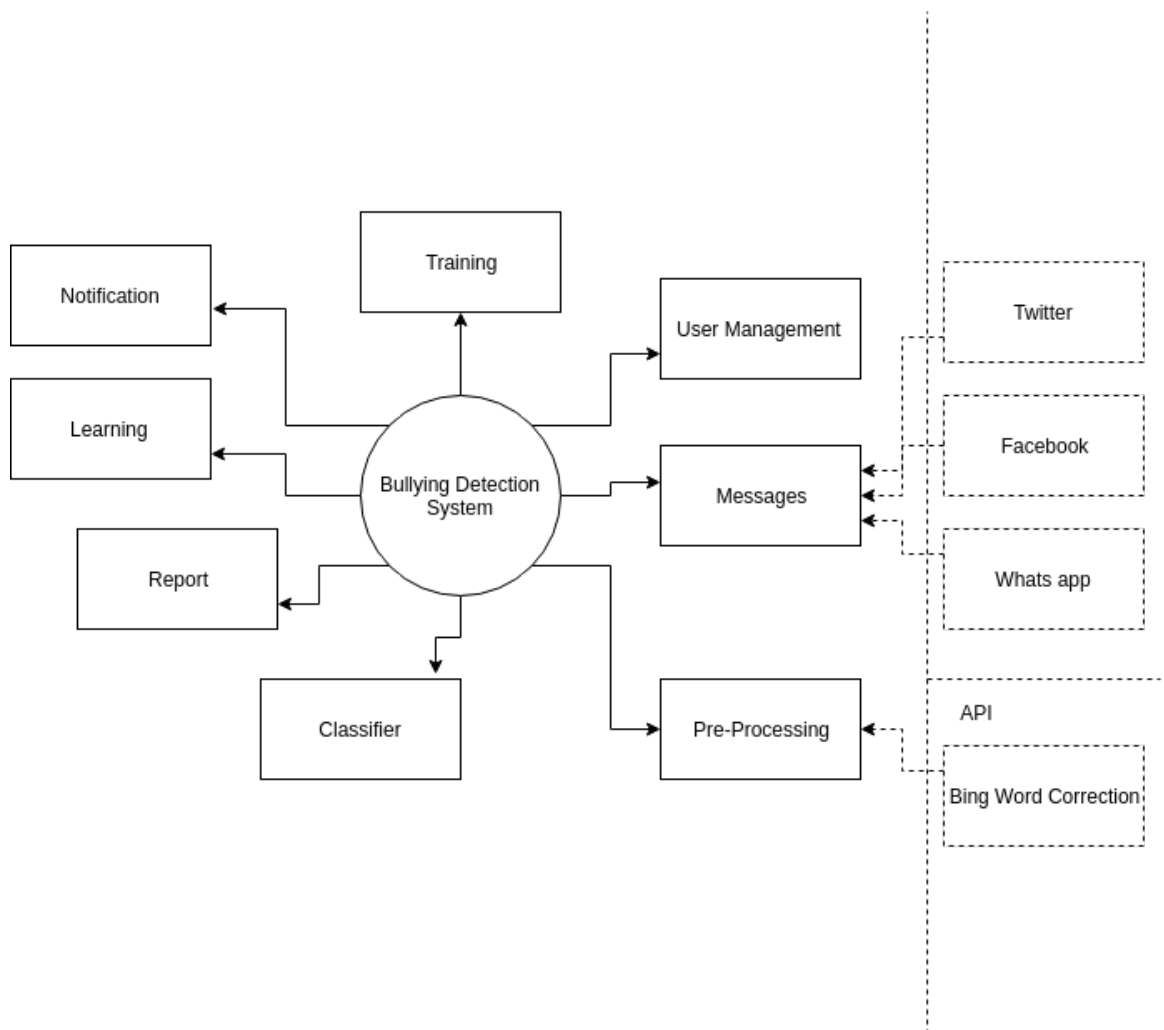 Training
Notification
User Management
Twitter
Learning
Messages
Facebook
Bullying Detection
System
Report
Whats app
Classifier
Pre-Processing
API
Bing Word Correction